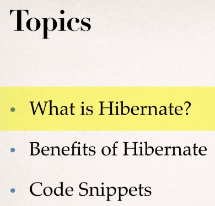 Topics
• What is Hibernate?
• Benefits of Hibernate
• Code Snippets